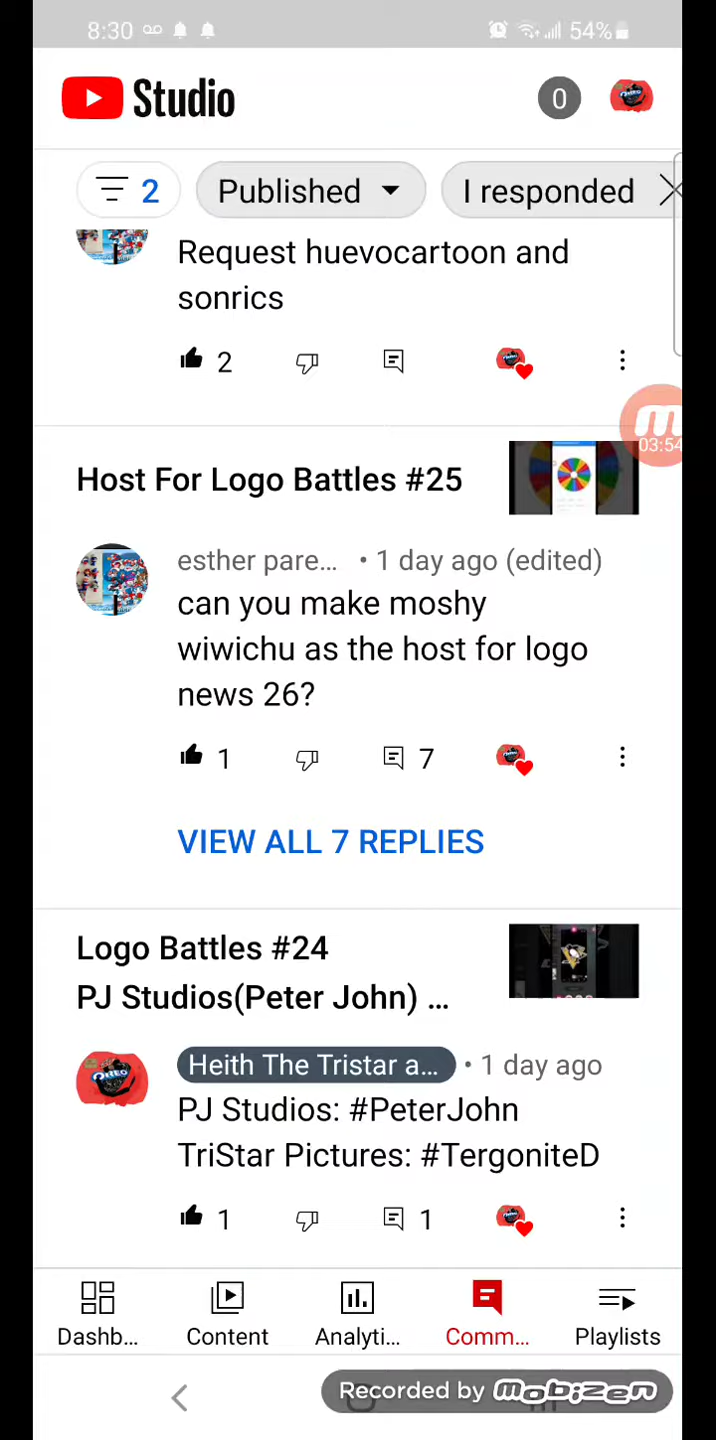 8:30 54%
Studio 0
2 Published I responded
Request huevocartoon and
sonrics
2
03:54
Host For Logo Battles #25
esther pare... • 1 day ago (edited)
can you make moshy
wiwichu as the host for logo
news 26?
1 7
VIEW ALL 7 REPLIES
Logo Battles #24
PJ Studios(Peter John) ...
Heith The Tristar a... • 1 day ago
PJ Studios: #PeterJohn
TriStar Pictures: #TergoniteD
1 1
Dashb... Content Analyti... Comm... Playlists
Recorded by mobizen